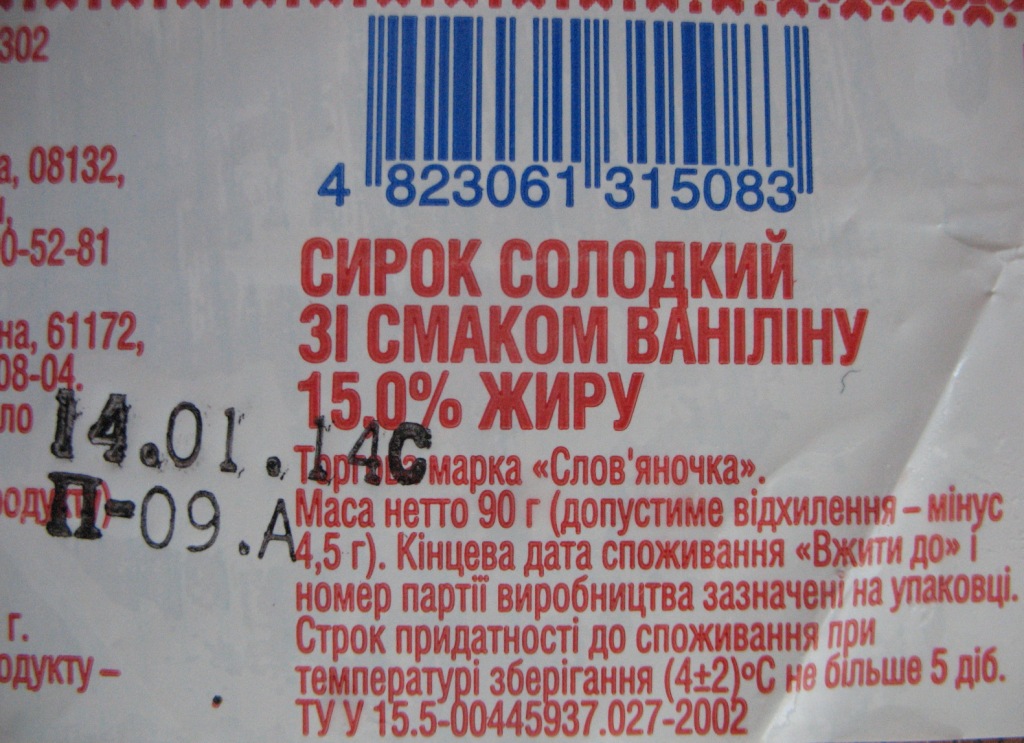 302
а, 08132,
0-52-81
на, 61172,
08-04.
ло
родукту)
г.
одукту –
14.01.14С
П-09.А
4 823061 315083
СИРОК СОЛОДКИЙ
ЗІ СМАКОМ ВАНІЛІНУ
15,0% ЖИРУ
Торгова марка «Слов'яночка».
Маса нетто 90 г (допустиме відхилення – мінус
4,5 г). Кінцева дата споживання «Вжити до» і
номер партії виробництва зазначені на упаковці.
Строк придатності до споживання при
температурі зберігання (4±2)ºС не більше 5 діб.
ТУ У 15.5-00445937.027-2002